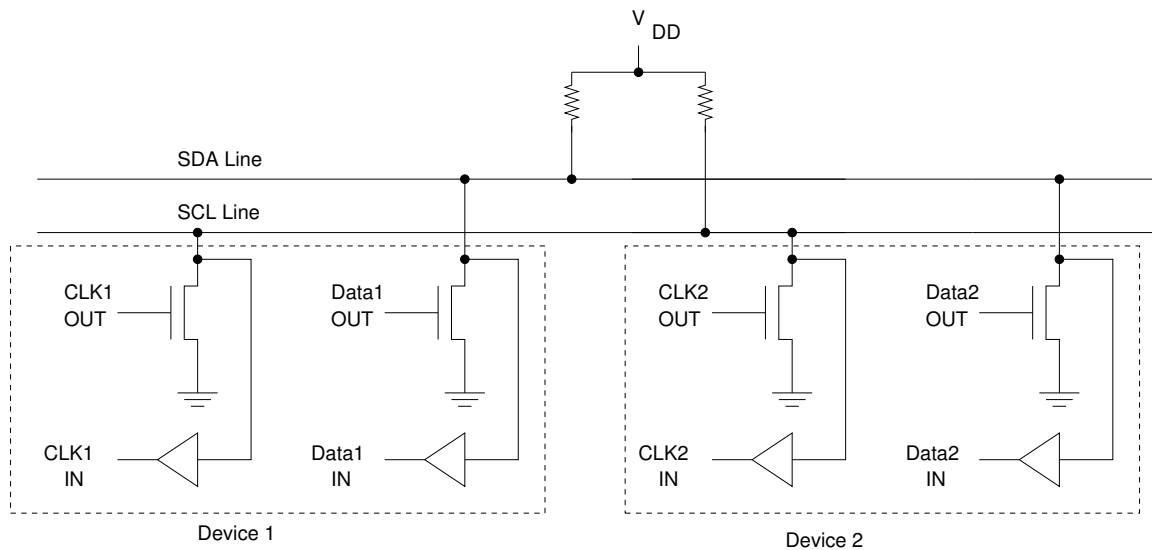 V
DD
SDA Line
SCL Line
CLK1
OUT
Data1
OUT
CLK2
OUT
Data2
OUT
CLK1
IN
Data1
IN
CLK2
IN
Data2
IN
Device 1
Device 2